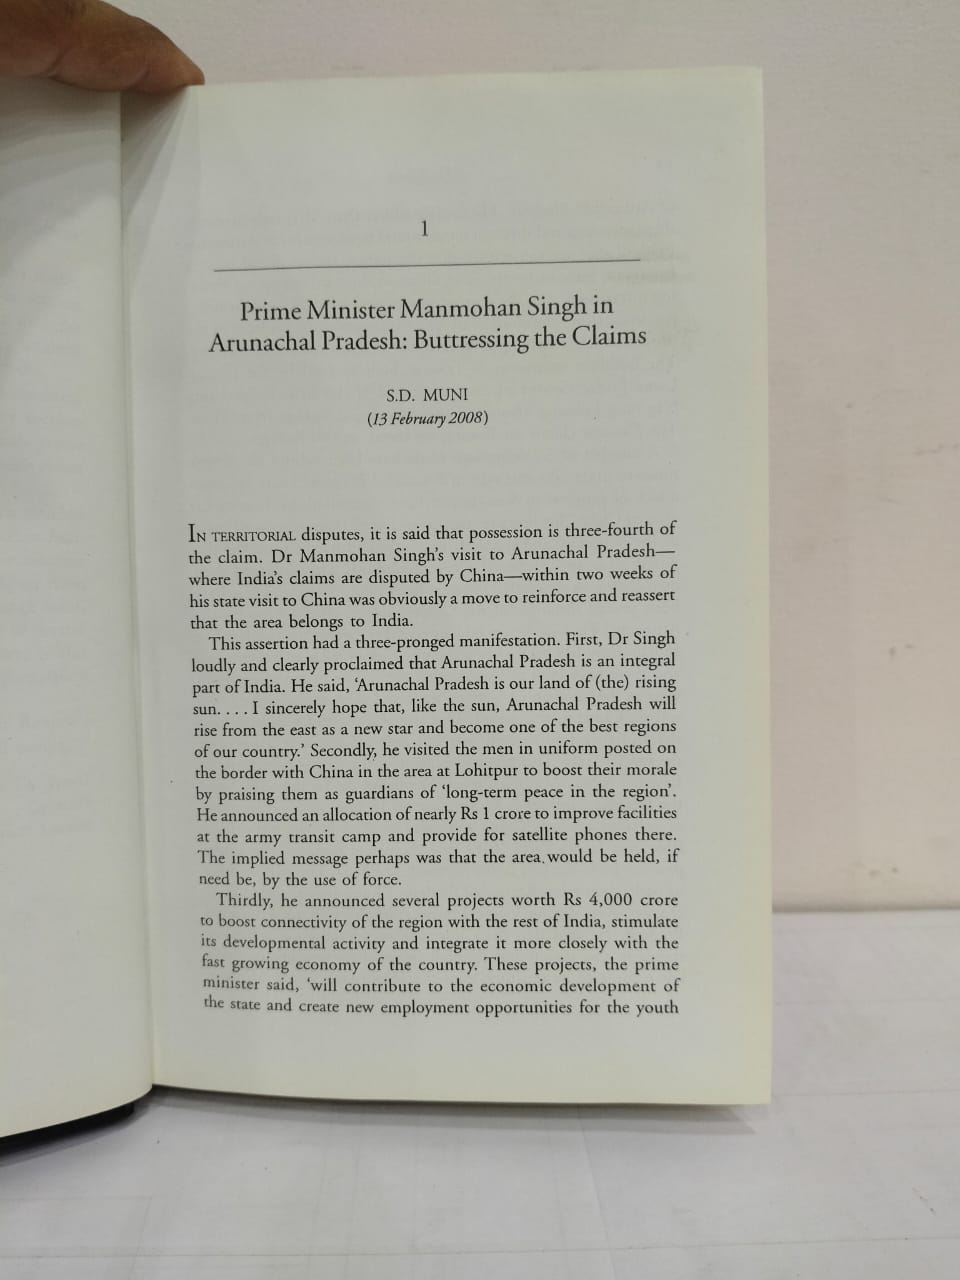 1
Prime Minister Manmohan Singh in
Arunachal Pradesh: Buttressing the Claims
S.D. MUNI
(13 February 2008)
IN TERRITORIAL disputes, it is said that possession is three-fourth of
the claim. Dr Manmohan Singh's visit to Arunachal Pradesh—
where India's claims are disputed by China—within two weeks of
his state visit to China was obviously a move to reinforce and reassert
that the area belongs to India.
This assertion had a three-pronged manifestation. First, Dr Singh
loudly and clearly proclaimed that Arunachal Pradesh is an integral
part of India. He said, 'Arunachal Pradesh is our land of (the) rising
sun. . . . I sincerely hope that, like the sun, Arunachal Pradesh will
rise from the east as a new star and become one of the best regions
of our country.' Secondly, he visited the men in uniform posted on
the border with China in the area at Lohitpur to boost their morale
by praising them as guardians of 'long-term peace in the region'.
He announced an allocation of nearly Rs 1 crore to improve facilities
at the army transit camp and provide for satellite phones there.
The implied message perhaps was that the area would be held, if
need be, by the use of force.
Thirdly, he announced several projects worth Rs 4,000 crore
to boost connectivity of the region with the rest of India, stimulate
its developmental activity and integrate it more closely with the
fast growing economy of the country. These projects, the prime
minister said, 'will contribute to the economic development of
the state and create new employment opportunities for the youth